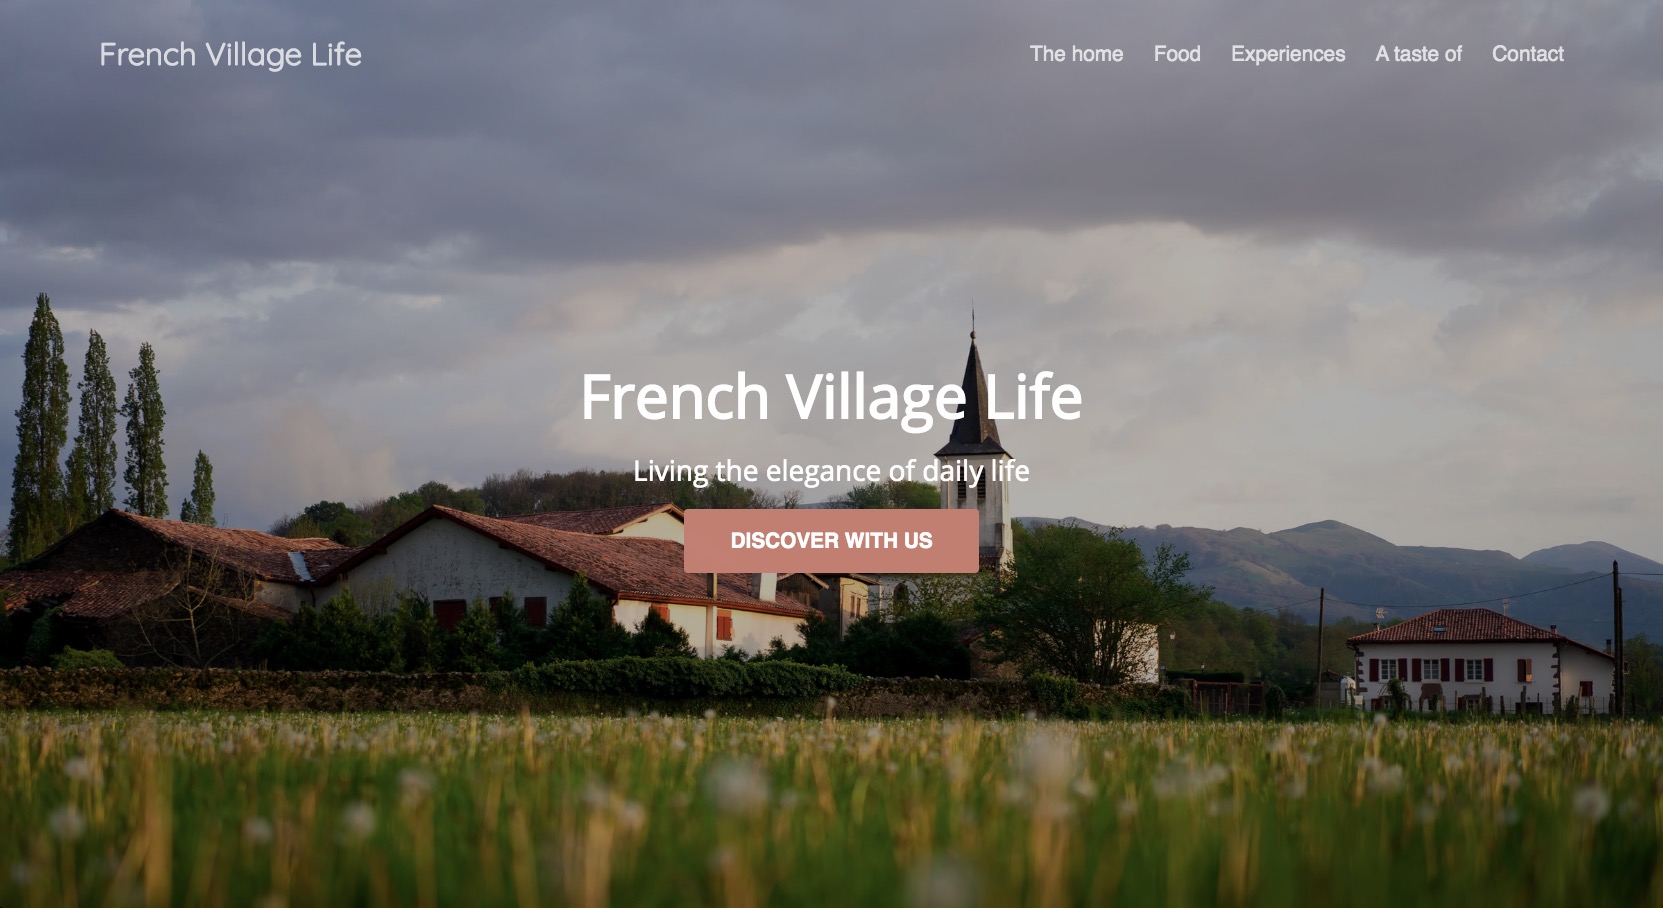 French Village Life
The home Food Experiences A taste of Contact
French Village Life
Living the elegance of daily life
DISCOVER WITH US